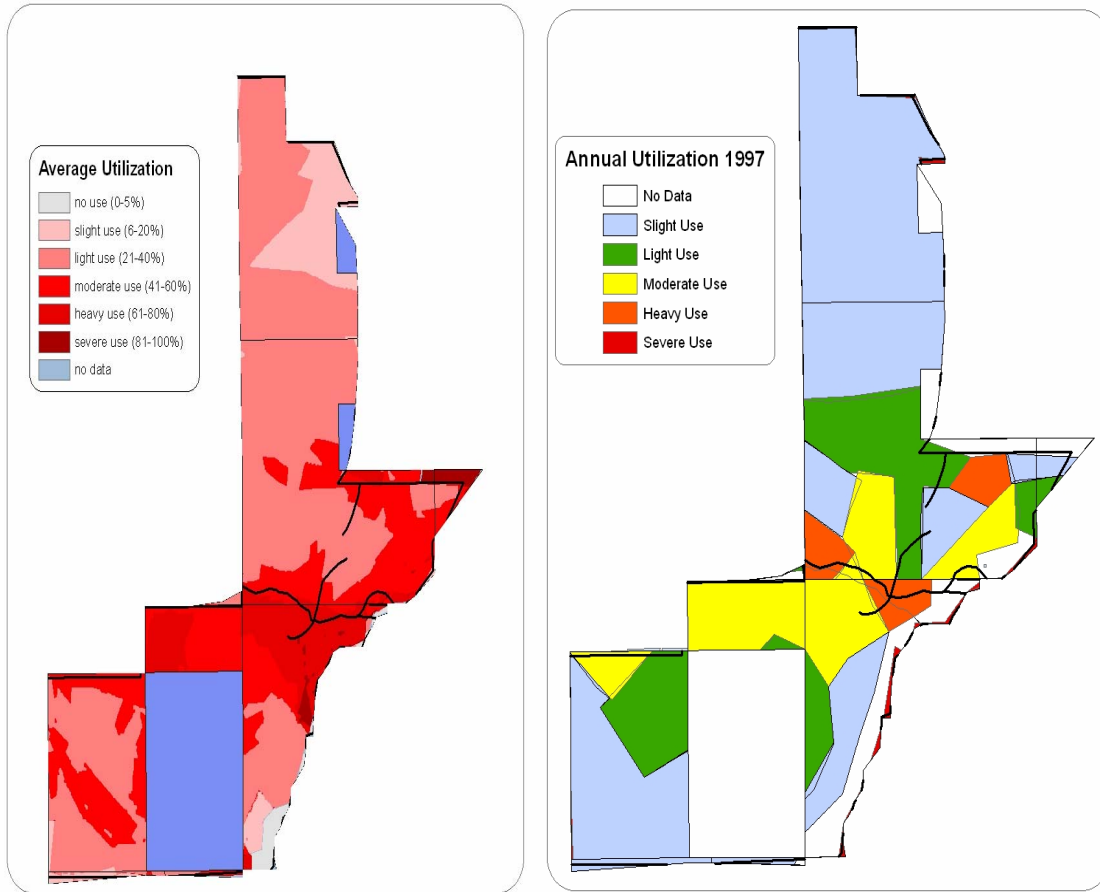 Average Utilization
no use (0-5%)
slight use (6-20%)
light use (21-40%)
moderate use (41-60%)
heavy use (61-80%)
severe use (81-100%)
no data
Annual Utilization 1997
No Data
Slight Use
Light Use
Moderate Use
Heavy Use
Severe Use